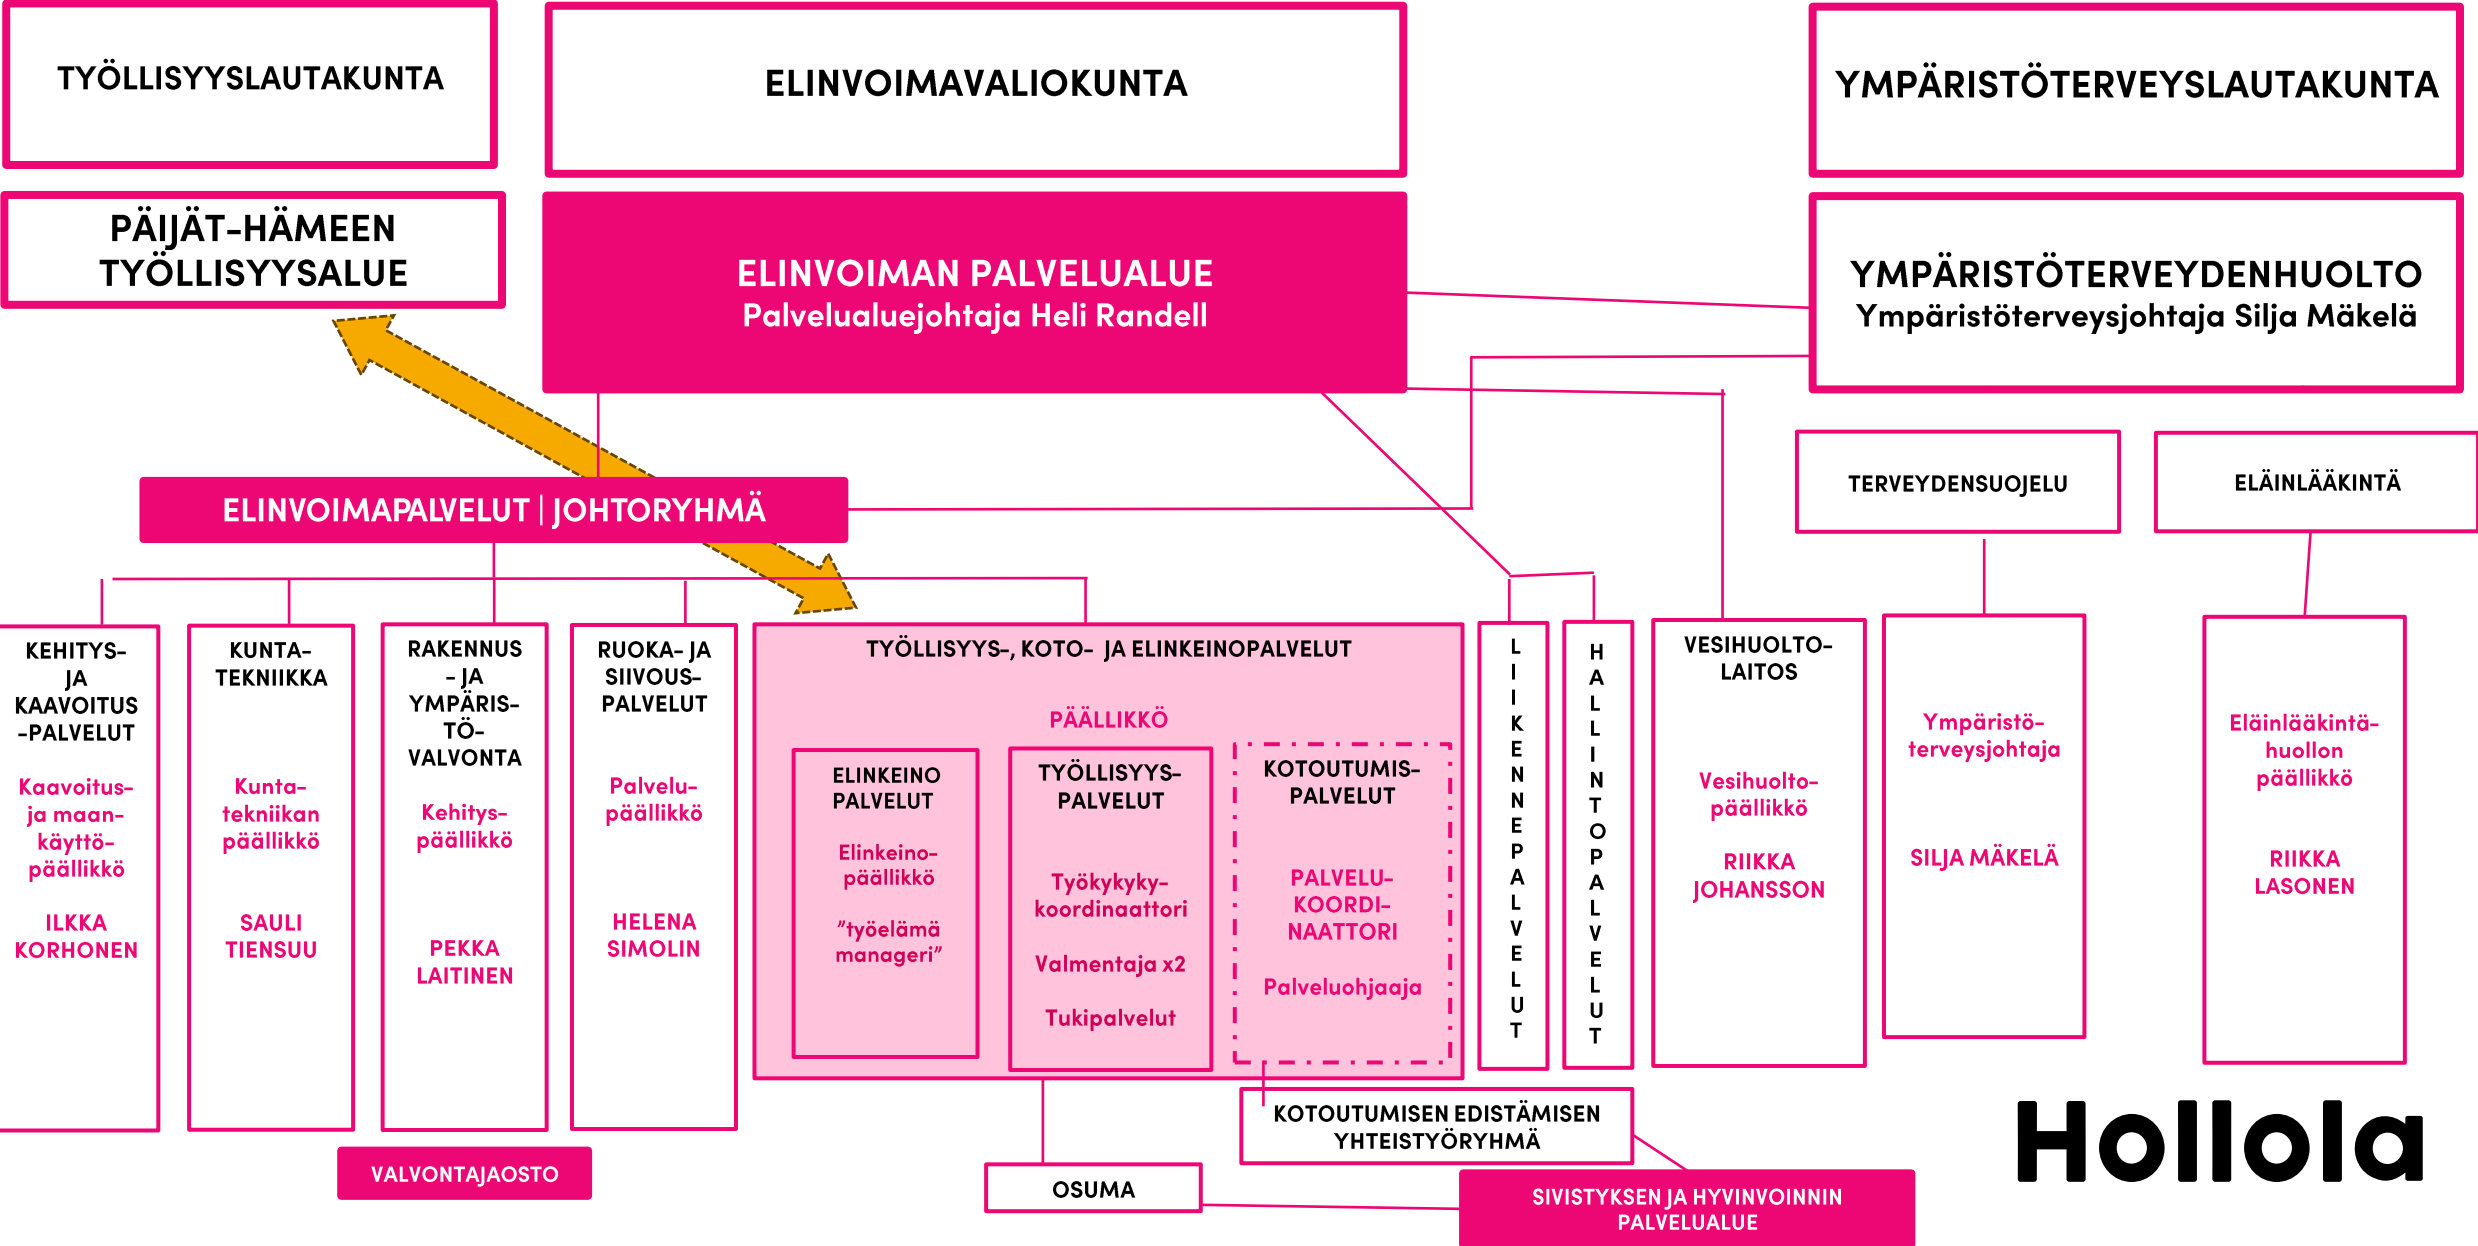 TYÖLLISYYSLAUTAKUNTA
ELINVOIMAVALIOKUNTA
YMPÄRISTÖTERVEYSLAUTAKUNTA
PÄIJÄT-HÄMEEN
TYÖLLISYYSALUE
ELINVOIMAN PALVELUALUE
Palvelualuejohtaja Heli Randell
YMPÄRISTÖTERVEYDENHUOLTO
Ympäristöterveysjohtaja Silja Mäkelä
ELINVOIMAPALVELUT | JOHTORYHMÄ
TERVEYDENSUOJELU
ELÄINLÄÄKINTÄ
KEHITYS-
JA
KAAVOITUS
-PALVELUT
Kaavoitus-
ja maan-
käyttö-
päällikkö
ILKKA
KORHONEN
KUNTA-
TEKNIIKKA
Kunta-
tekniikan
päällikkö
SAULI
TIENSUU
RAKENNUS
- JA
YMPÄRIS-
TÖ-
VALVONTA
Kehitys-
päällikkö
PEKKA
LAITINEN
RUOKA- JA
SIIVOUS-
PALVELUT
Palvelu-
päällikkö
HELENA
SIMOLIN
TYÖLLISYYS-, KOTO- JA ELINKEINOPALVELUT
PÄÄLLIKKÖ
ELINKEINO
PALVELUT
Elinkeino-
päällikkö
”työelämä
manageri”
TYÖLLISYYS-
PALVELUT
Työkykyky-
koordinaattori
Valmentaja x2
Tukipalvelut
KOTOUTUMIS-
PALVELUT
PALVELU-
KOORDI-
NAATTORI
Palveluohjaaja
LIIKENNEPALVELUT
HALLINTOPALVELUT
VESIHUOLTO-
LAITOS
Vesihuolto-
päällikkö
RIIKKA
JOHANSSON
Ympäristö-
terveysjohtaja
SILJA MÄKELÄ
Eläinlääkintä-
huollon
päällikkö
RIIKKA
LASONEN
KOTOUTUMISEN EDISTÄMISEN
YHTEISTYÖRYHMÄ
VALVONTAJAOSTO
OSUMA
SIVISTYKSEN JA HYVINVOINNIN
PALVELUALUE
Hollola